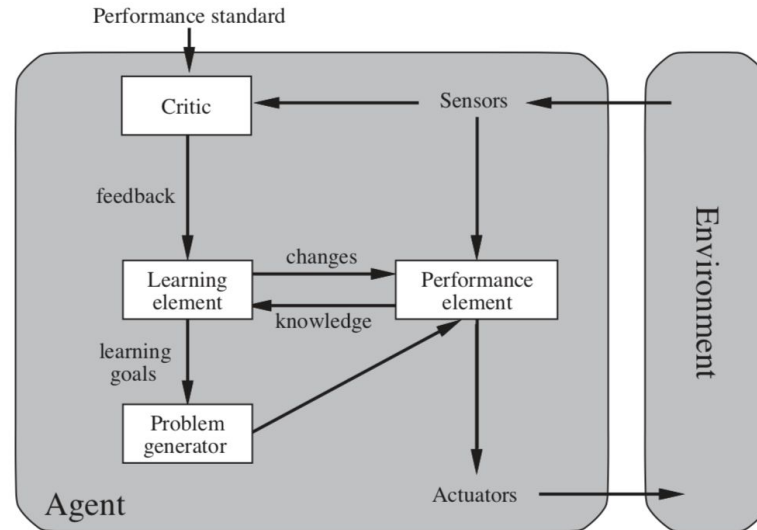 Performance standard
Critic
Sensors
feedback
changes
Learning
element
Performance
element
knowledge
learning
goals
Problem
generator
Agent
Actuators
Environment